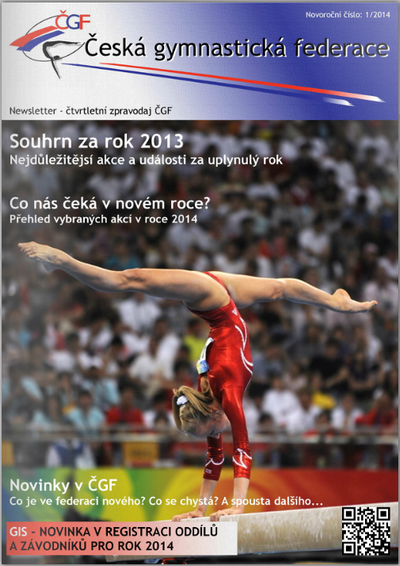 ČGF
Novoroční číslo: 1/2014
Česká gymnastická federace
Newsletter - čtvrtletní zpravodaj ČGF
Souhrn za rok 2013
Nejdůležitějsí akce a události za uplynulý rok
Co nás čeká v novém roce?
Přehled vybraných akcí v roce 2014
Novinky v ČGF
Co je ve federaci nového? Co se chystá? A spousta dalšího...
GIS - NOVINKA V REGISTRACI ODDÍLŮ
A ZÁVODNÍKŮ PRO ROK 2014